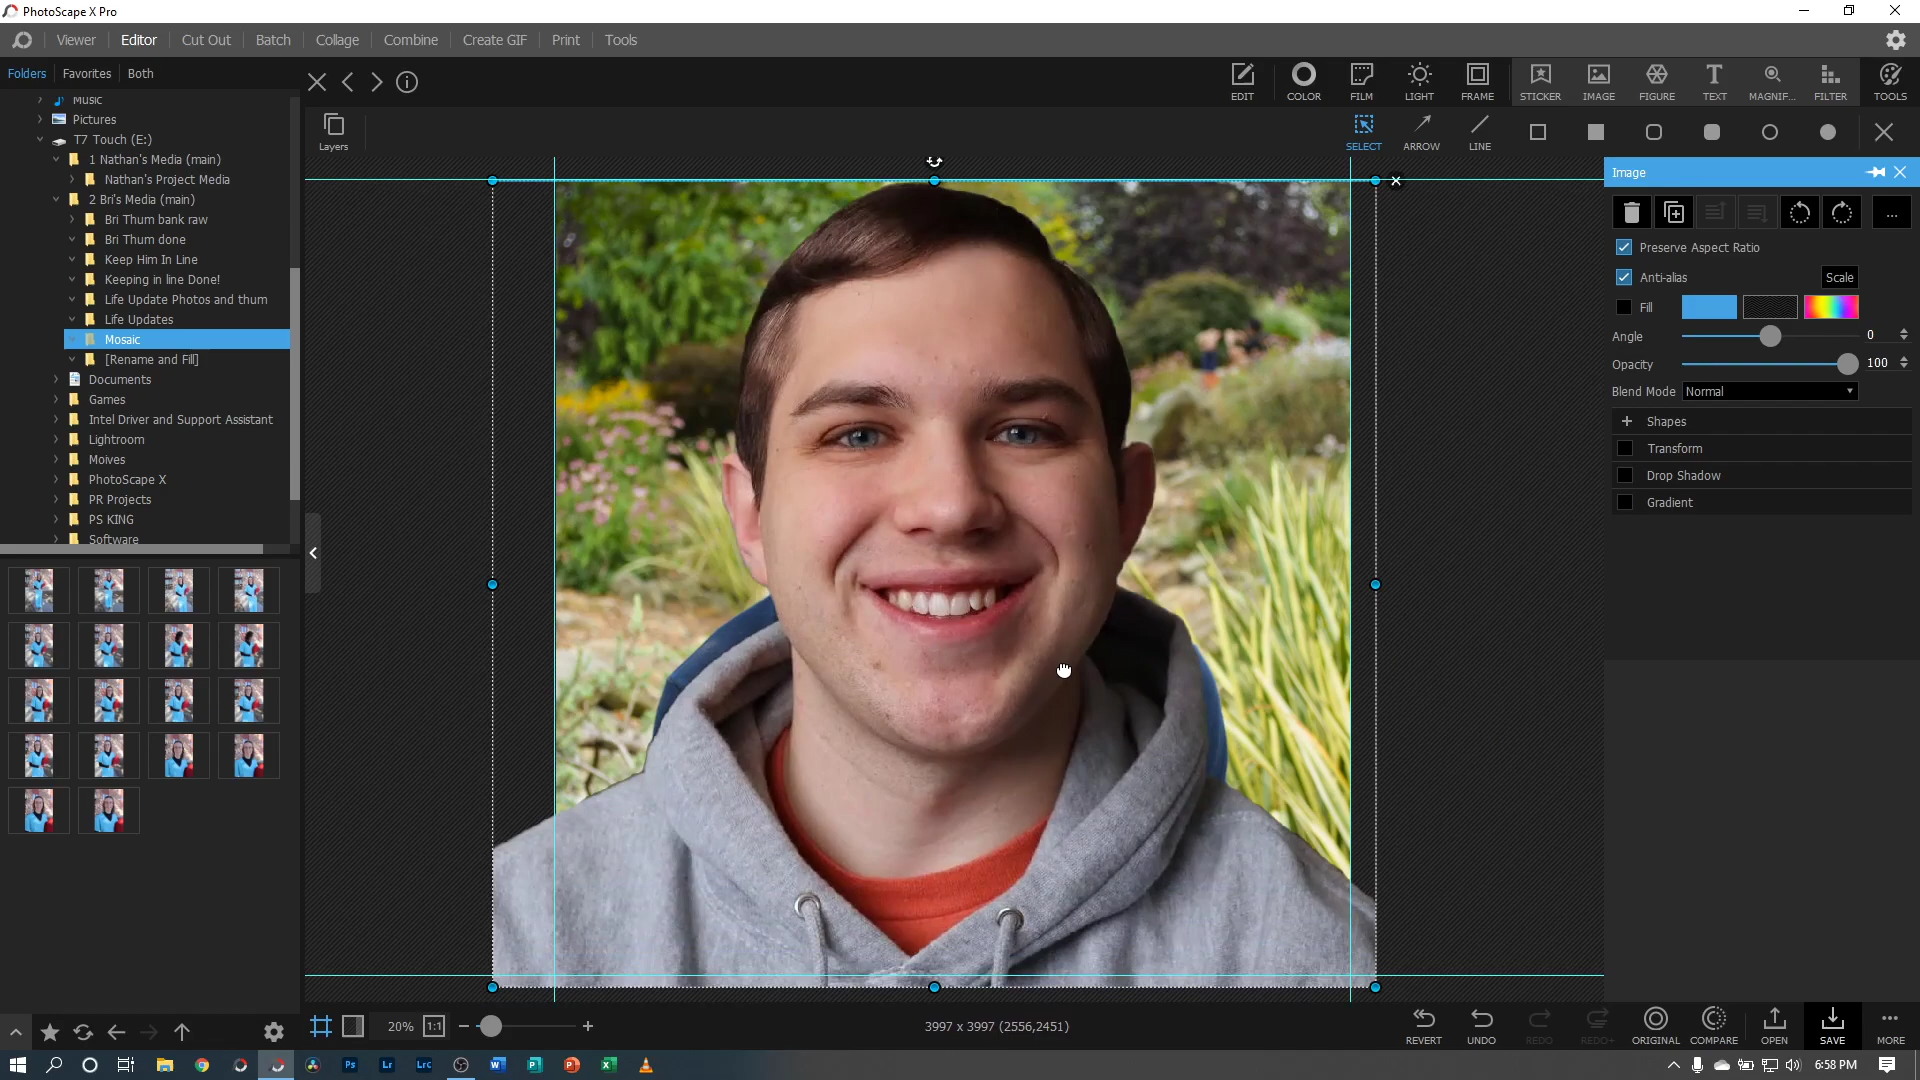 PhotoScape X Pro
Viewer
Editor
Cut Out
Batch
Collage
Combine
Create GIF
Print
Tools
Folders
Favorites
Both
EDIT
COLOR
FILM
LIGHT
FRAME
STICKER
IMAGE
FIGURE
TEXT
MAGNIF...
FILTER
TOOLS
Layers
SELECT
ARROW
LINE
Music
Pictures
T7 Touch (E:)
1 Nathan's Media (main)
Nathan's Project Media
2 Bri's Media (main)
Bri Thum bank raw
Bri Thum done
Keep Him In Line
Keeping in line Done!
Life Update Photos and thum
Life Updates
Mosaic
[Rename and Fill]
Documents
Games
Intel Driver and Support Assistant
Lightroom
Moives
PhotoScape X
PR Projects
PS KING
Software
Image
...
Preserve Aspect Ratio
Anti-alias
Scale
Fill
Angle
0
Opacity
100
Blend Mode
Normal
Shapes
Transform
Drop Shadow
Gradient
20%
1:1
3997 x 3997 (2556,2451)
REVERT
UNDO
REDO
REDO+
ORIGINAL
COMPARE
OPEN
SAVE
MORE
Ps
Lr
Lrc
6:58 PM